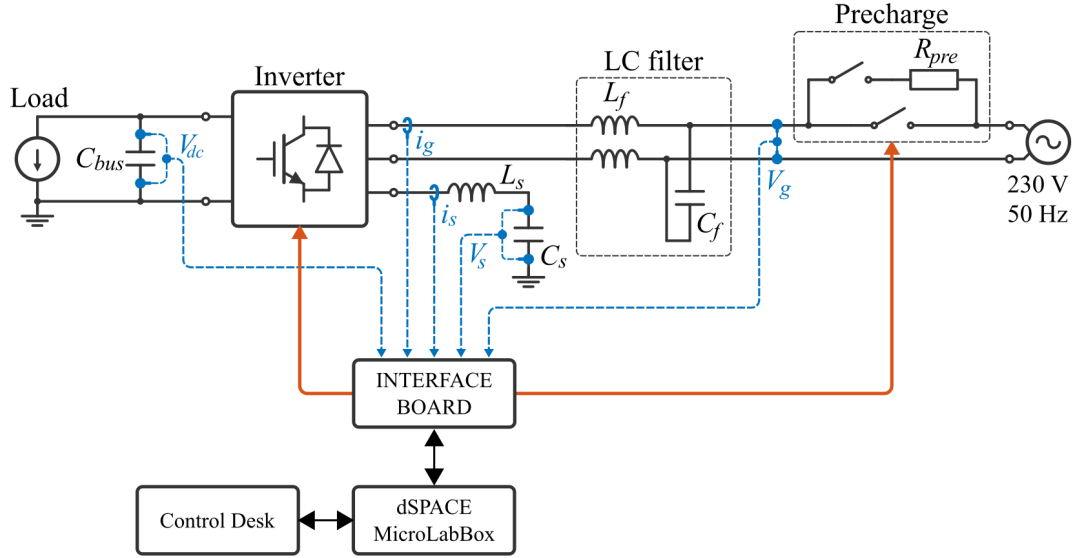 Precharge
R_pre
LC filter
L_f
Inverter
Load
V_dc
C_bus
i_g
L_s
i_s
V_s
C_s
C_f
V_g
230 V
50 Hz
INTERFACE
BOARD
Control Desk
dSPACE
MicroLabBox